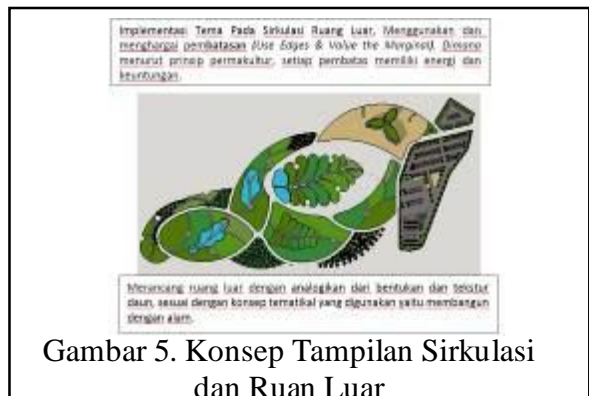 Implementasi Tema Pada Sirkulasi Ruang Luar, Menggunakan dan
menghargai pembatasan (Use Edges & Value the Marginal). Dimana
menurut prinsip permakultur, setiap pembatas memiliki energi dan
keuntungan.
Merancang ruang luar dengan analogikan dari bentukan dan tekstur
daun, sesuai dengan konsep tematikal yang digunakan yaitu membangun
dengan alam.
Gambar 5. Konsep Tampilan Sirkulasi
dan Ruan Luar